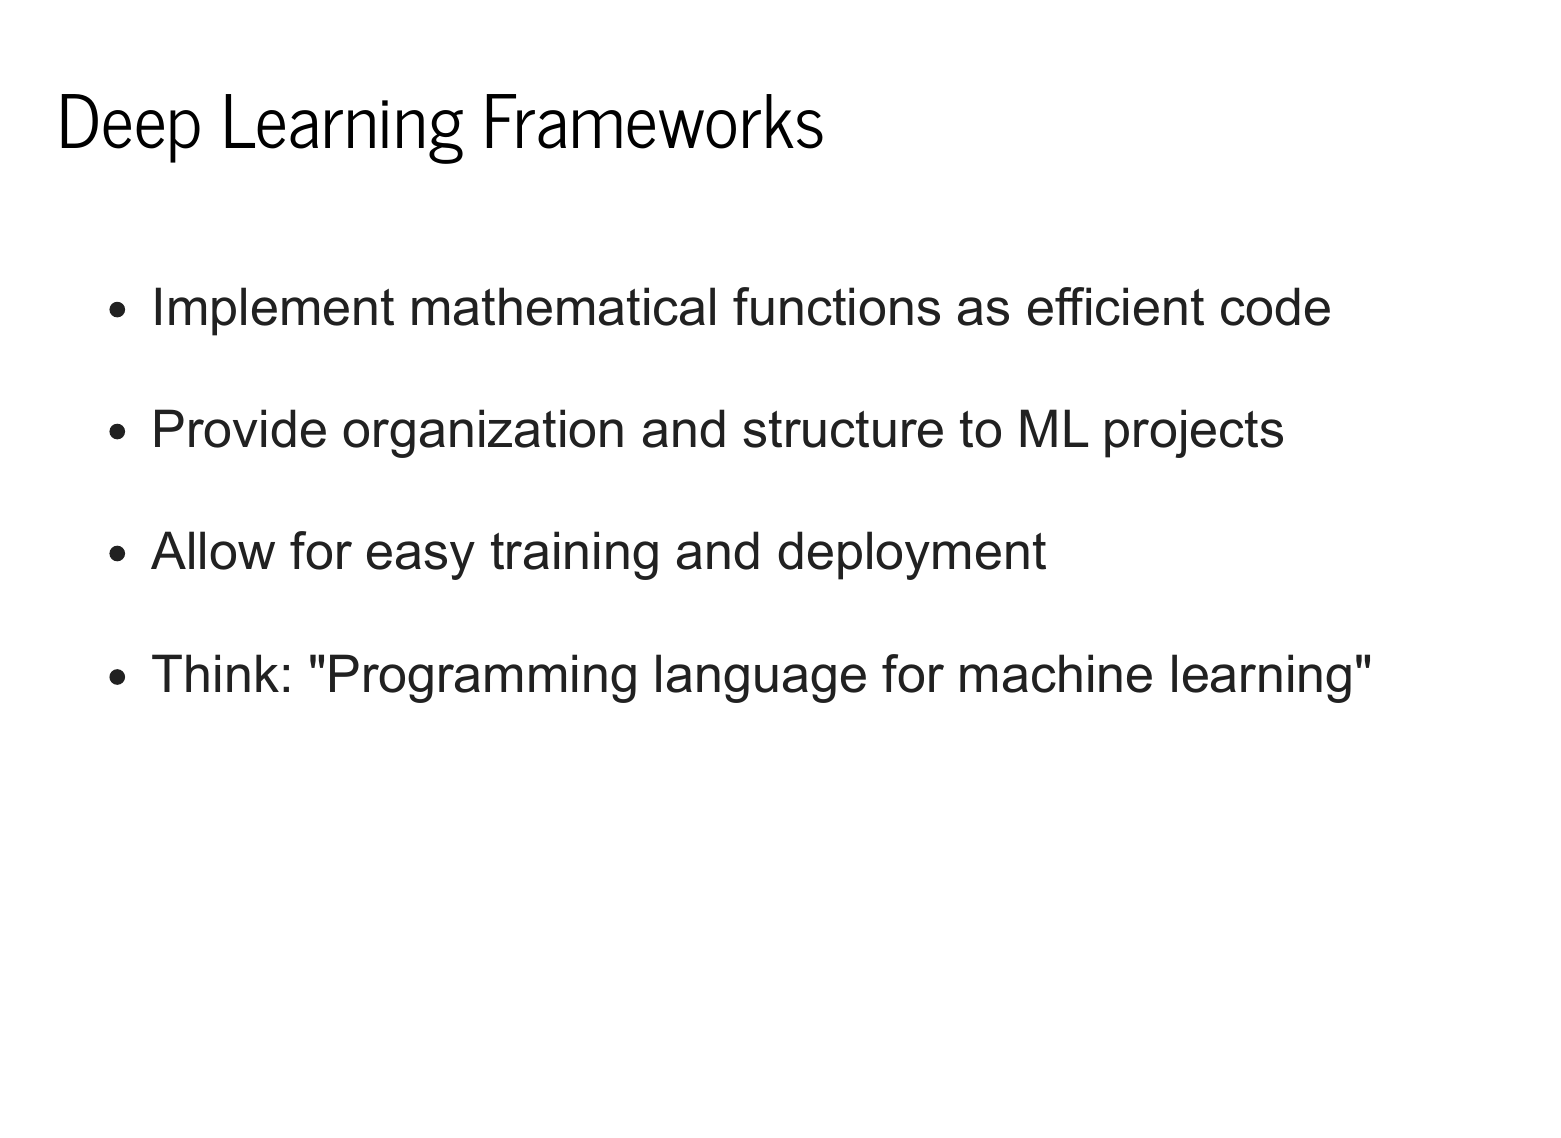 Deep Learning Frameworks
• Implement mathematical functions as efficient code
• Provide organization and structure to ML projects
• Allow for easy training and deployment
• Think: "Programming language for machine learning"